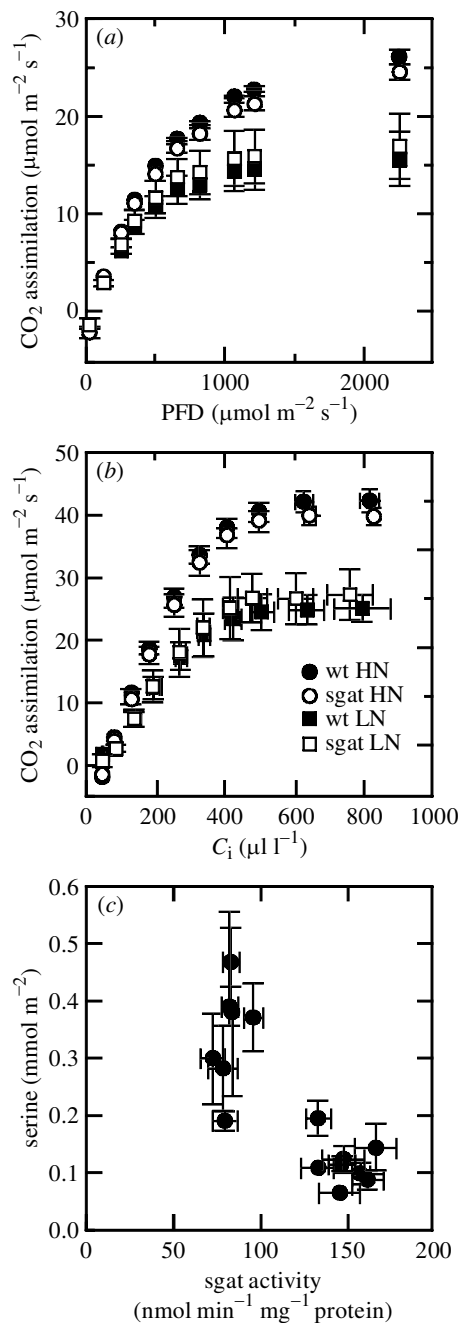 (a)
30
20
10
0
CO₂ assimilation (μmol m⁻² s⁻¹)
0
1000
2000
PFD (μmol m⁻² s⁻¹)
(b)
50
40
30
20
10
0
CO₂ assimilation (μmol m⁻² s⁻¹)
wt HN
sgat HN
wt LN
sgat LN
0
200
400
600
800
1000
Cᵢ (μl l⁻¹)
(c)
0.6
0.5
0.4
0.3
0.2
0.1
0.0
serine (mmol m⁻²)
0
50
100
150
200
sgat activity
(nmol min⁻¹ mg⁻¹ protein)